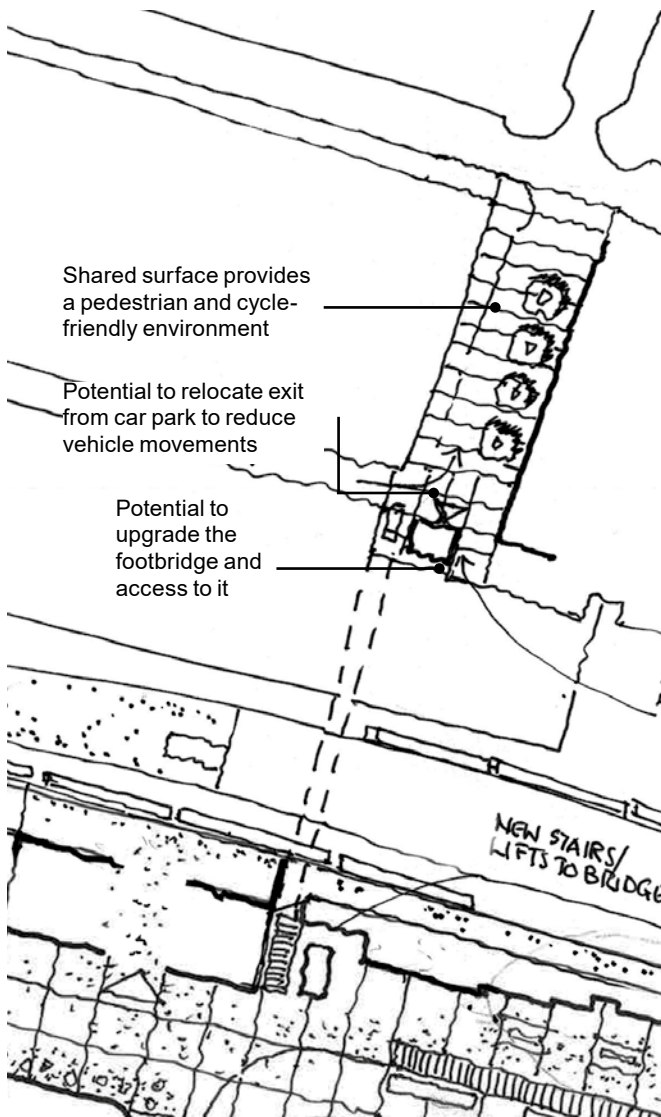 Shared surface provides
a pedestrian and cycle-
friendly environment
Potential to relocate exit
from car park to reduce
vehicle movements
Potential to
upgrade the
footbridge and
access to it
NEW STAIRS/
LIFTS TO BRIDGE